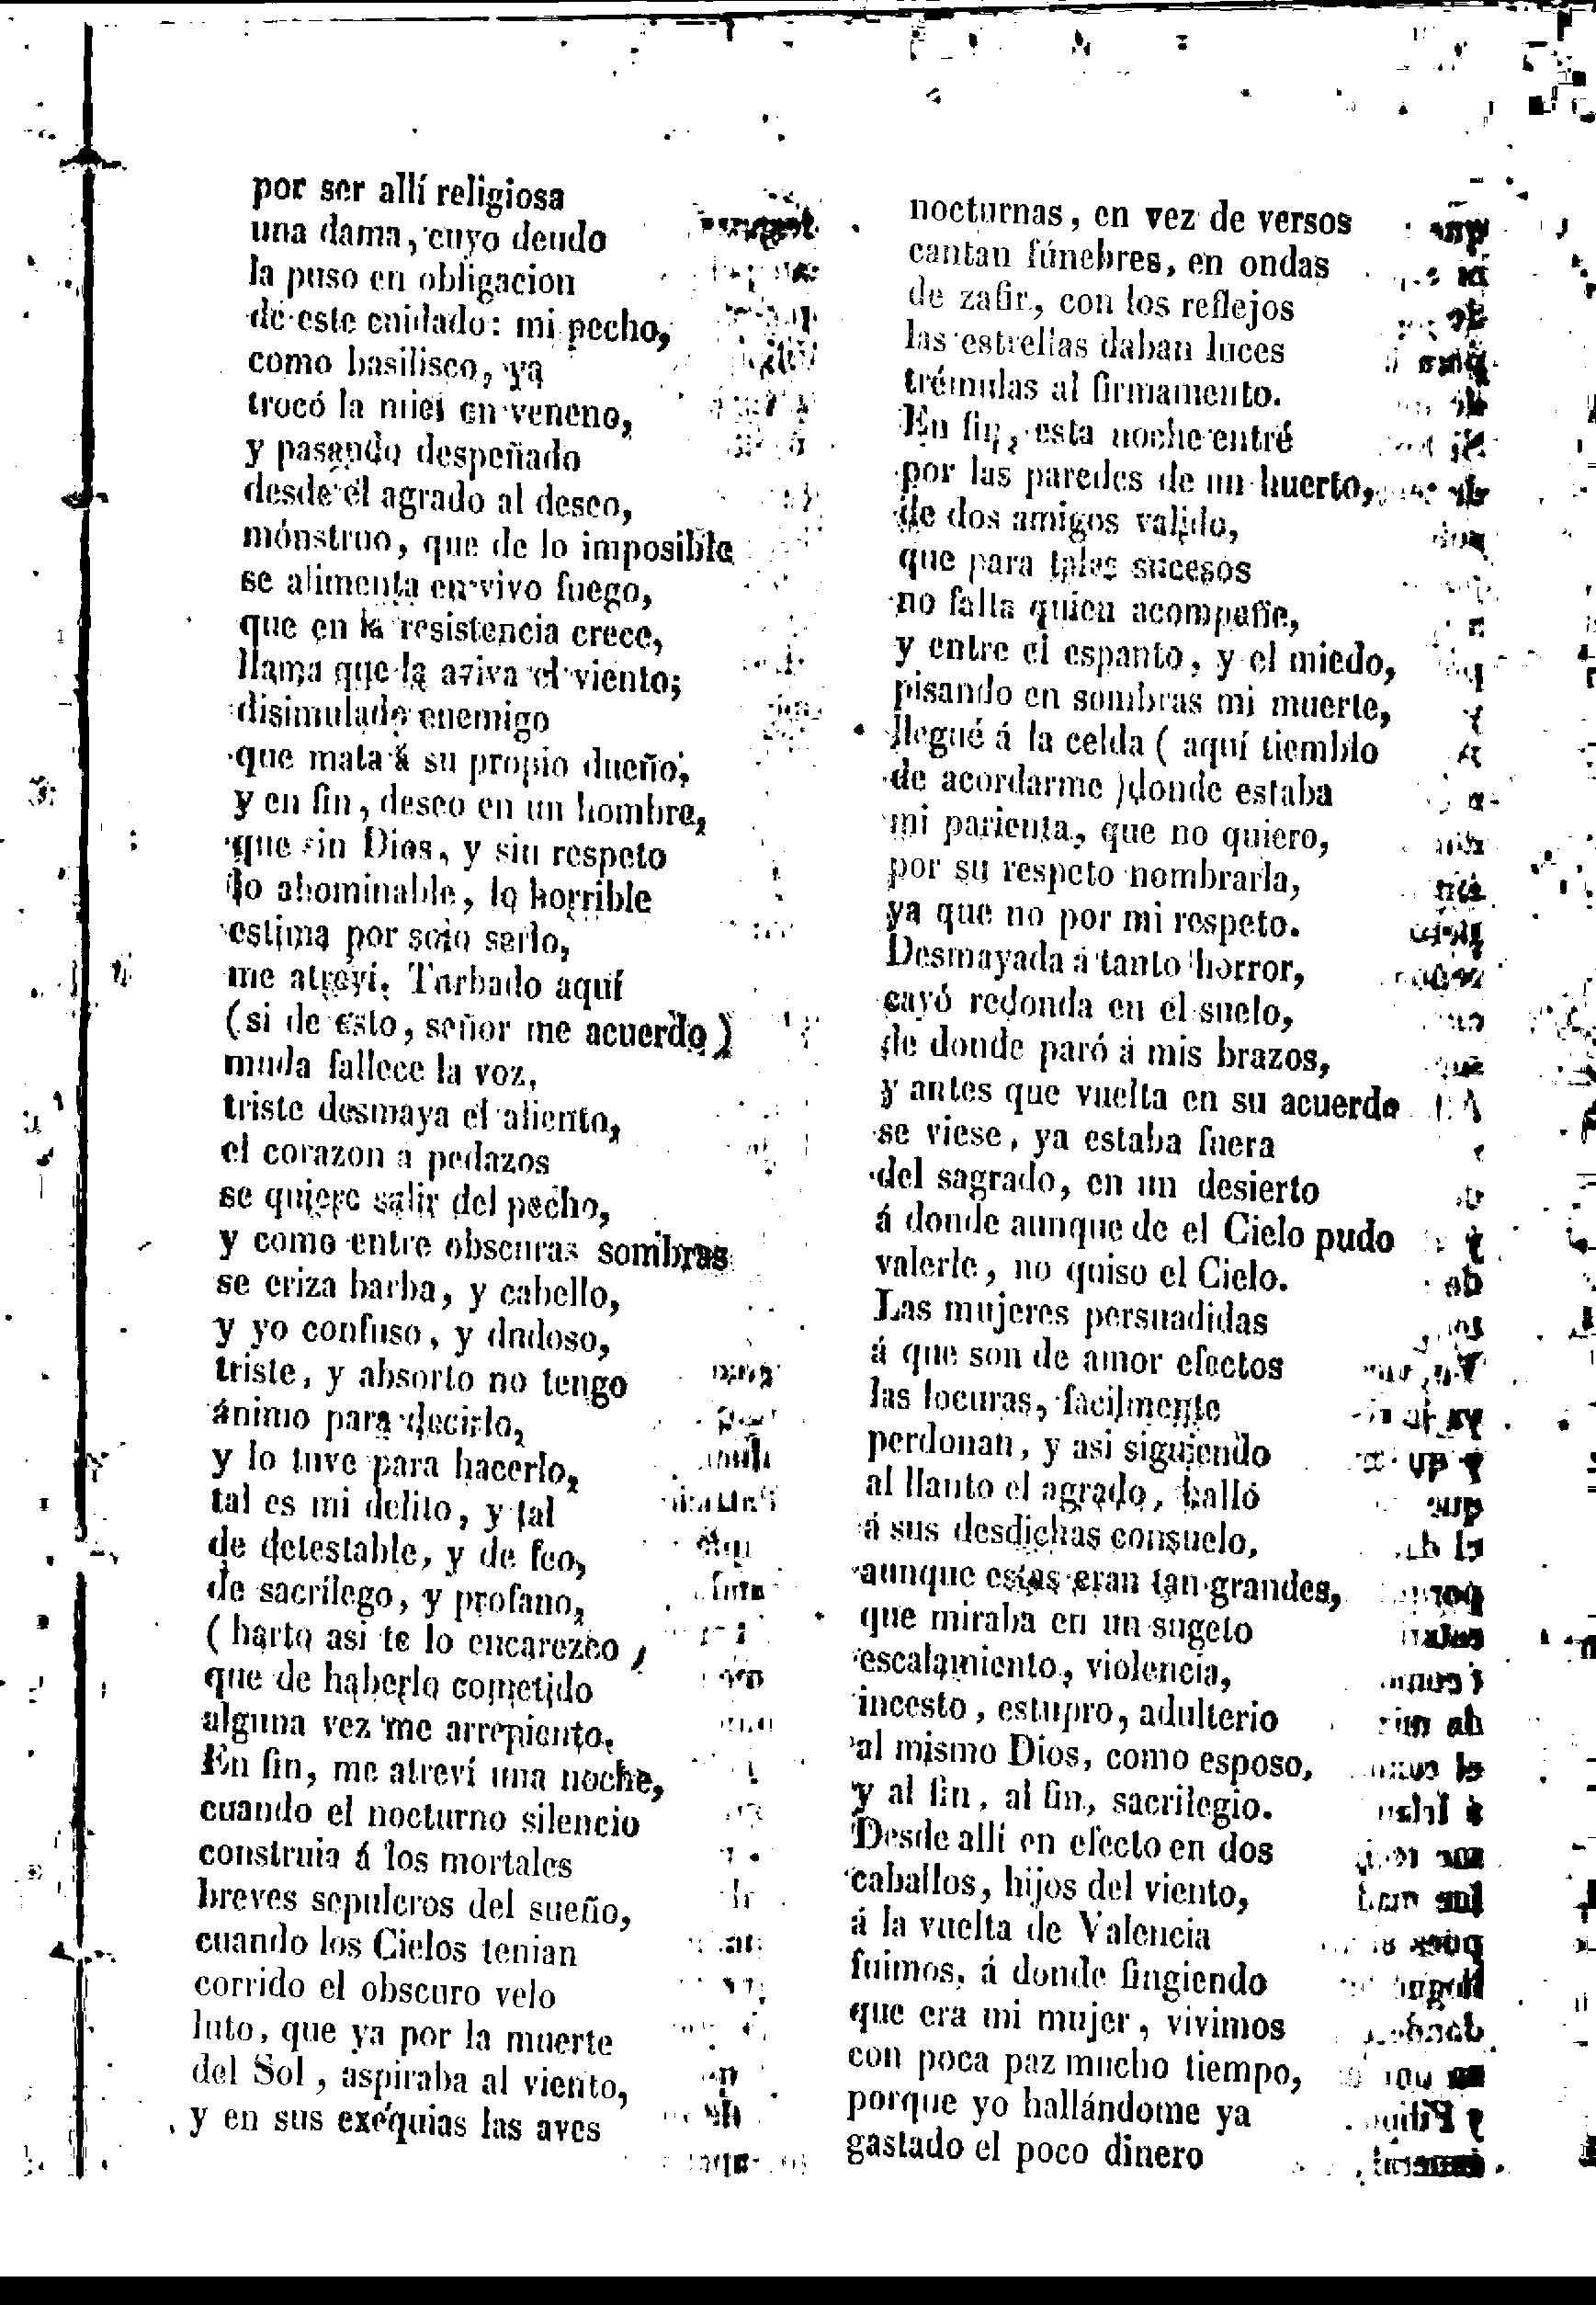 por ser allí religiosa
una dama, cuyo deudo
la puso en obligacion
de este cuidado: mi pecho,
como basilisco, ya
trocó la miel en veneno,
y pasando despeñado
desde el agrado al deseo,
mónstruo, que de lo imposible
se alimenta en vivo fuego,
que en la resistencia crece,
llama que la aviva el viento;
disimulado enemigo
que mata á su propio dueño;
y en fin, deseo en un hombre,
que sin Dios, y sin respeto
lo abominable, lo horrible
estima por solo serlo,
me atreví. Turbado aquí
(si de esto, señor me acuerdo)
muda fallece la voz,
triste desmaya el aliento,
el corazon a pedazos
se quiere salir del pecho,
y como entre obscuras sombras
se eriza barba, y cabello,
y yo confuso, y dudoso,
triste, y absorto no tengo
ánimo para decirlo,
y lo tuve para hacerlo,
tal es mi delito, y tal
de detestable, y de feo,
de sacrílego, y profano,
(harto asi te lo encarezco)
que de haberlo cometido
alguna vez me arrepiento.
En fin, me atreví una noche,
cuando el nocturno silencio
construia á los mortales
breves sepulcros del sueño,
cuando los Cielos tenian
corrido el obscuro velo
luto, que ya por la muerte
del Sol, aspiraba al viento,
y en sus exéquias las aves
nocturnas, en vez de versos
cantan fúnebres, en ondas
de zafir, con los reflejos
las estrellas daban luces
trémulas al firmamento.
En fin, esta noche entré
por las paredes de un huerto,
de dos amigos valido,
que para tales sucesos
no falta quien acompañe,
y entre el espanto, y el miedo,
pisando en sombras mi muerte,
llegué á la celda (aquí tiemblo
de acordarme) donde estaba
mi parienta, que no quiero,
por su respeto nombrarla,
ya que no por mi respeto.
Desmayada á tanto horror,
cayó redonda en el suelo,
de donde paró á mis brazos,
y antes que vuelta en su acuerdo
se viese, ya estaba fuera
del sagrado, en un desierto
á donde aunque de el Cielo pudo
valerle, no quiso el Cielo.
Las mujeres persuadidas
á que son de amor efectos
las locuras, facilmente
perdonan, y asi siguiendo
al llanto el agrado, halló
á sus desdichas consuelo,
aunque estas eran tan grandes,
que miraba en un sugeto
escalamiento, violencia,
incesto, estupro, adulterio
al mismo Dios, como esposo,
y al fin, al fin, sacrilegio.
Desde alli en efecto en dos
caballos, hijos del viento,
á la vuelta de Valencia
fuimos, á donde fingiendo
que era mi mujer, vivimos
con poca paz mucho tiempo,
porque yo hallándome ya
gastado el poco dinero